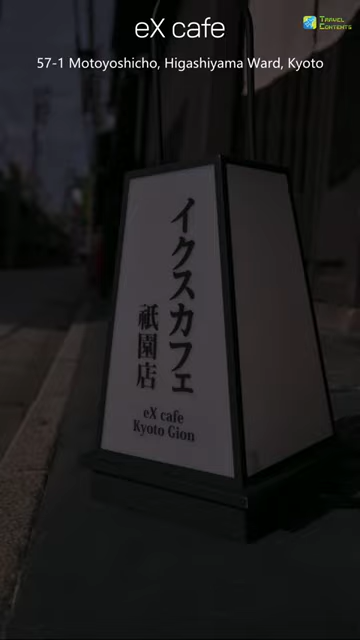 eX cafe
TRAVEL
CONTENTS
57-1 Motoyoshicho, Higashiyama Ward, Kyoto
イクスカフェ
祇園店
eX cafe
Kyoto Gion